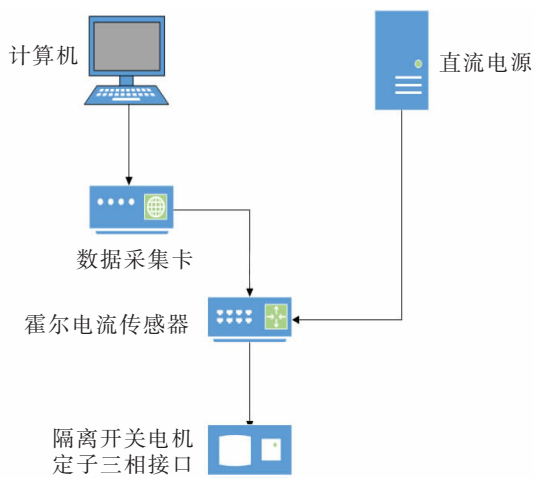 计算机
直流电源
数据采集卡
霍尔电流传感器
隔离开关电机
定子三相接口